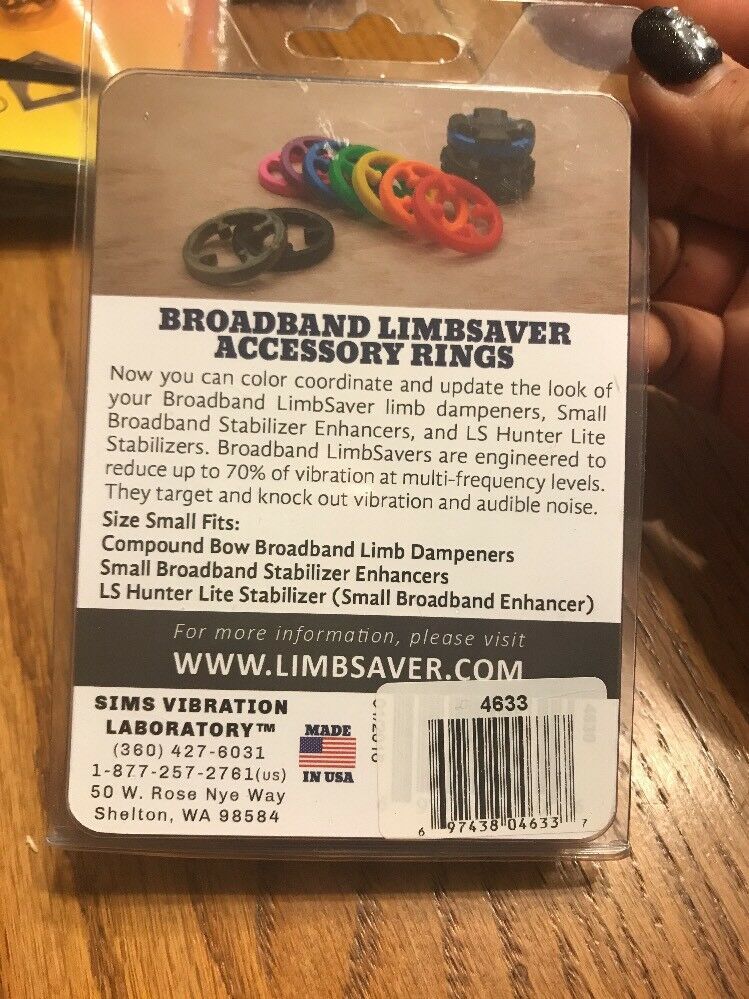 BROADBAND LIMBSAVER
ACCESSORY RINGS
Now you can color coordinate and update the look of
your Broadband LimbSaver limb dampeners, Small
Broadband Stabilizer Enhancers, and LS Hunter Lite
Stabilizers. Broadband LimbSavers are engineered to
reduce up to 70% of vibration at multi-frequency levels.
They target and knock out vibration and audible noise.
Size Small Fits:
Compound Bow Broadband Limb Dampeners
Small Broadband Stabilizer Enhancers
LS Hunter Lite Stabilizer (Small Broadband Enhancer)
For more information, please visit
WWW.LIMBSAVER.COM
SIMS VIBRATION
LABORATORY™
(360) 427-6031
1-877-257-2761(US)
50 W. Rose Nye Way
Shelton, WA 98584
MADE
IN USA
4633
6 97438 04633 7